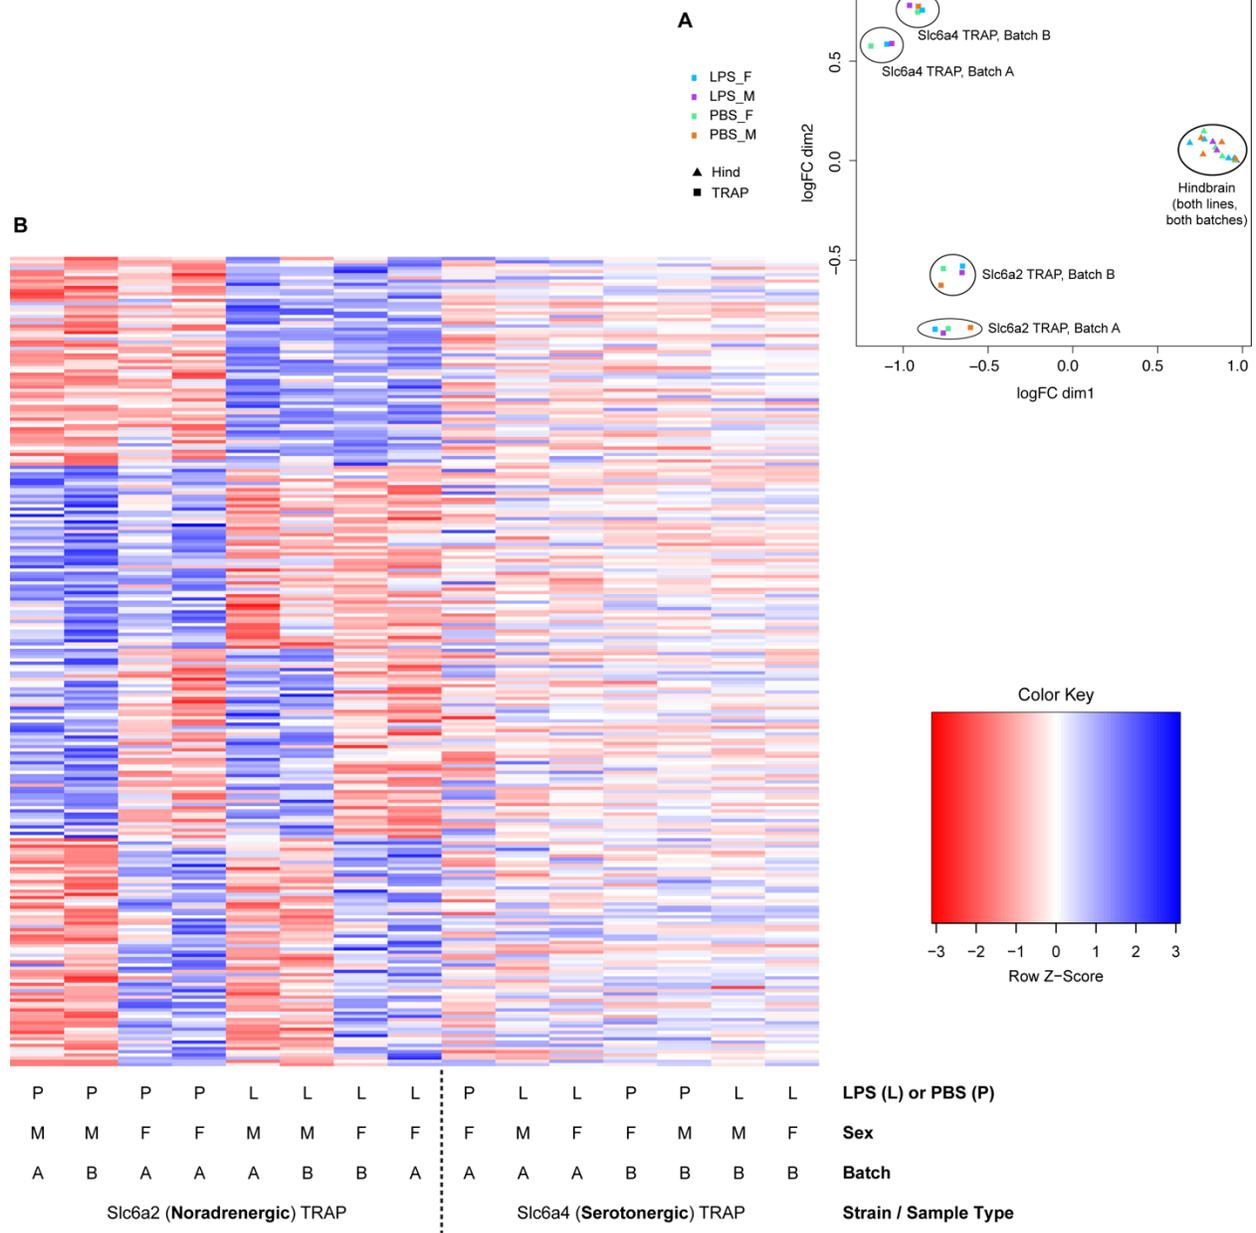 A
LPS_F
LPS_M
PBS_F
PBS_M
Hind
TRAP
logFC dim2
0.5
0.0
−0.5
Slc6a4 TRAP, Batch B
Slc6a4 TRAP, Batch A
Hindbrain
(both lines,
both batches)
Slc6a2 TRAP, Batch B
Slc6a2 TRAP, Batch A
−1.0 −0.5 0.0 0.5 1.0
logFC dim1
B
Color Key
−3 −2 −1 0 1 2 3
Row Z−Score
P P P P L L L L P L L P P L L LPS (L) or PBS (P)
M M F F M M F F F M F F M M F Sex
A B A A A B B A A A A B B B B Batch
Slc6a2 (Noradrenergic) TRAP Slc6a4 (Serotonergic) TRAP Strain / Sample Type